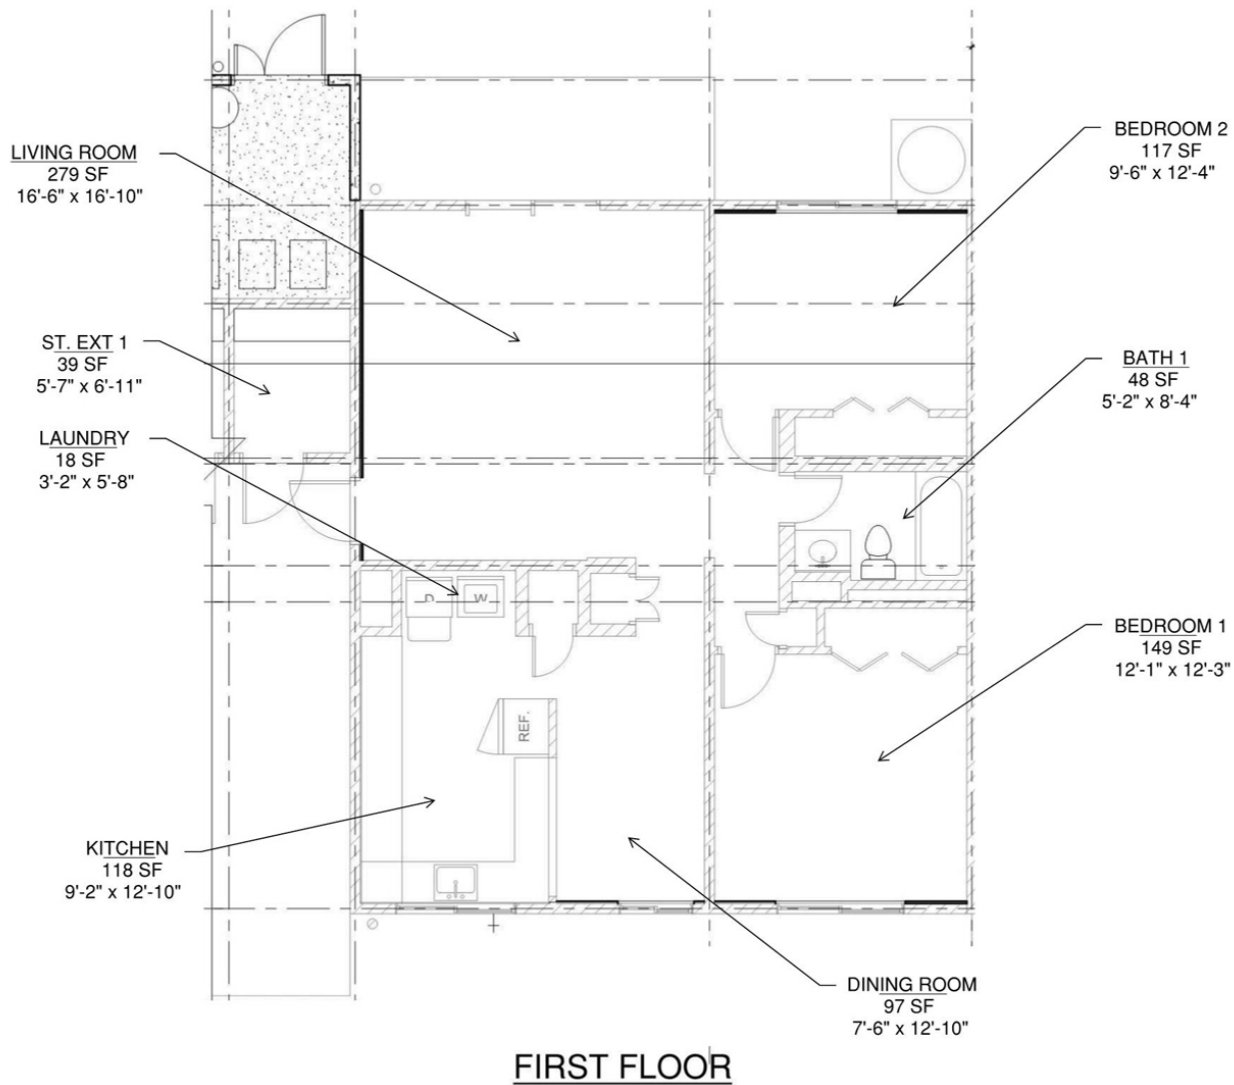 LIVING ROOM
279 SF
16'-6" x 16'-10"
BEDROOM 2
117 SF
9'-6" x 12'-4"
ST. EXT 1
39 SF
5'-7" x 6'-11"
BATH 1
48 SF
5'-2" x 8'-4"
LAUNDRY
18 SF
3'-2" x 5'-8"
D
W
BEDROOM 1
149 SF
12'-1" x 12'-3"
REF.
KITCHEN
118 SF
9'-2" x 12'-10"
DINING ROOM
97 SF
7'-6" x 12'-10"
FIRST FLOOR